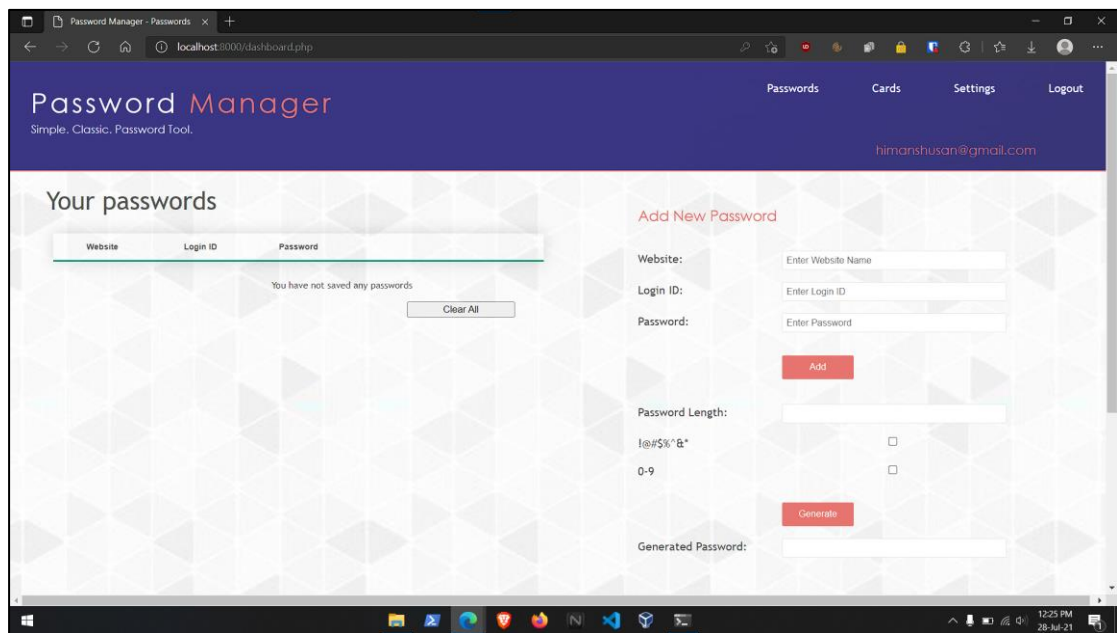 Password Manager - Passwords
localhost:8000/dashboard.php
Passwords Cards Settings Logout
Password Manager
Simple. Classic. Password Tool.
himanshusan@gmail.com
Your passwords
Website Login ID Password
You have not saved any passwords
Clear All
Add New Password
Website: Enter Website Name
Login ID: Enter Login ID
Password: Enter Password
Add
Password Length:
!@#$%^&*
0-9
Generate
Generated Password:
12:25 PM
28-Jul-21